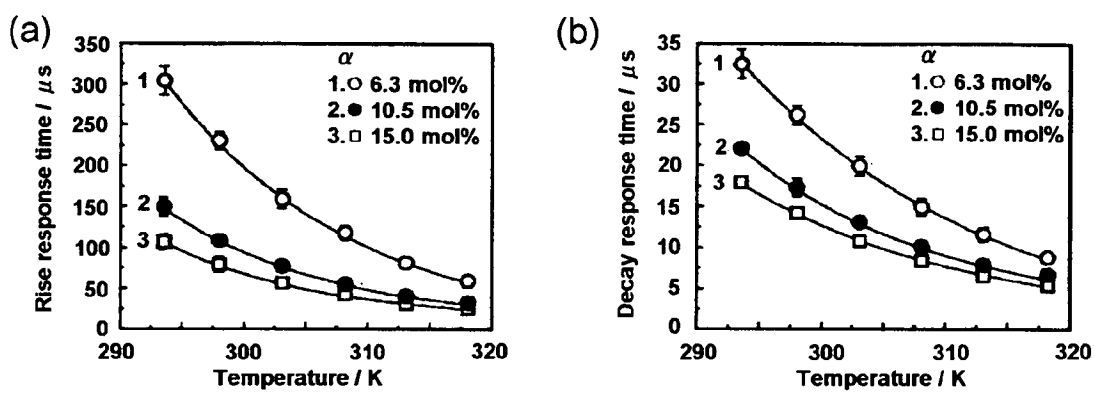 (a)
350
300
250
200
150
100
50
0
290
300
310
320
Rise response time / μs
Temperature / K
α
1. 6.3 mol%
2. 10.5 mol%
3. 15.0 mol%
1
2
3
(b)
35
30
25
20
15
10
5
0
290
300
310
320
Decay response time / μs
Temperature / K
α
1. 6.3 mol%
2. 10.5 mol%
3. 15.0 mol%
1
2
3